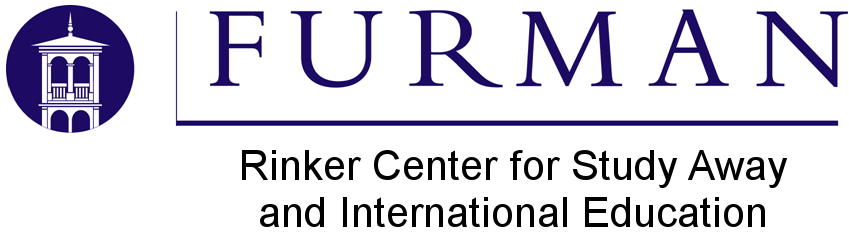 FURMAN
Rinker Center for Study Away
and International Education